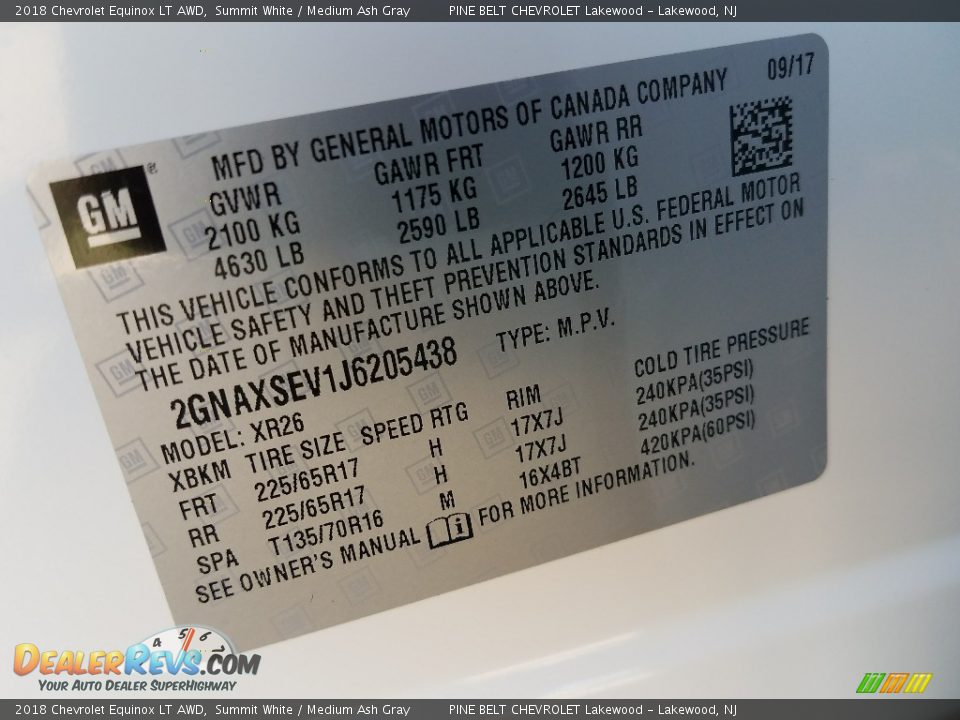 2018 Chevrolet Equinox LT AWD, Summit White / Medium Ash Gray PINE BELT CHEVROLET Lakewood - Lakewood, NJ
09/17
GM ®
MFD BY GENERAL MOTORS OF CANADA COMPANY
GVWR GAWR FRT GAWR RR
2100 KG 1175 KG 1200 KG
4630 LB 2590 LB 2645 LB
THIS VEHICLE CONFORMS TO ALL APPLICABLE U.S. FEDERAL MOTOR
VEHICLE SAFETY AND THEFT PREVENTION STANDARDS IN EFFECT ON
THE DATE OF MANUFACTURE SHOWN ABOVE.
2GNAXSEV1J6205438 TYPE: M.P.V.
MODEL: XR26
XBKM TIRE SIZE SPEED RTG RIM COLD TIRE PRESSURE
FRT 225/65R17 H 17X7J 240KPA(35PSI)
RR 225/65R17 H 17X7J 240KPA(35PSI)
SPA T135/70R16 M 16X4BT 420KPA(60PSI)
SEE OWNER'S MANUAL i FOR MORE INFORMATION.
4 5 6
DealerRevs.com
Your Auto Dealer SuperHighway
2018 Chevrolet Equinox LT AWD, Summit White / Medium Ash Gray PINE BELT CHEVROLET Lakewood - Lakewood, NJ